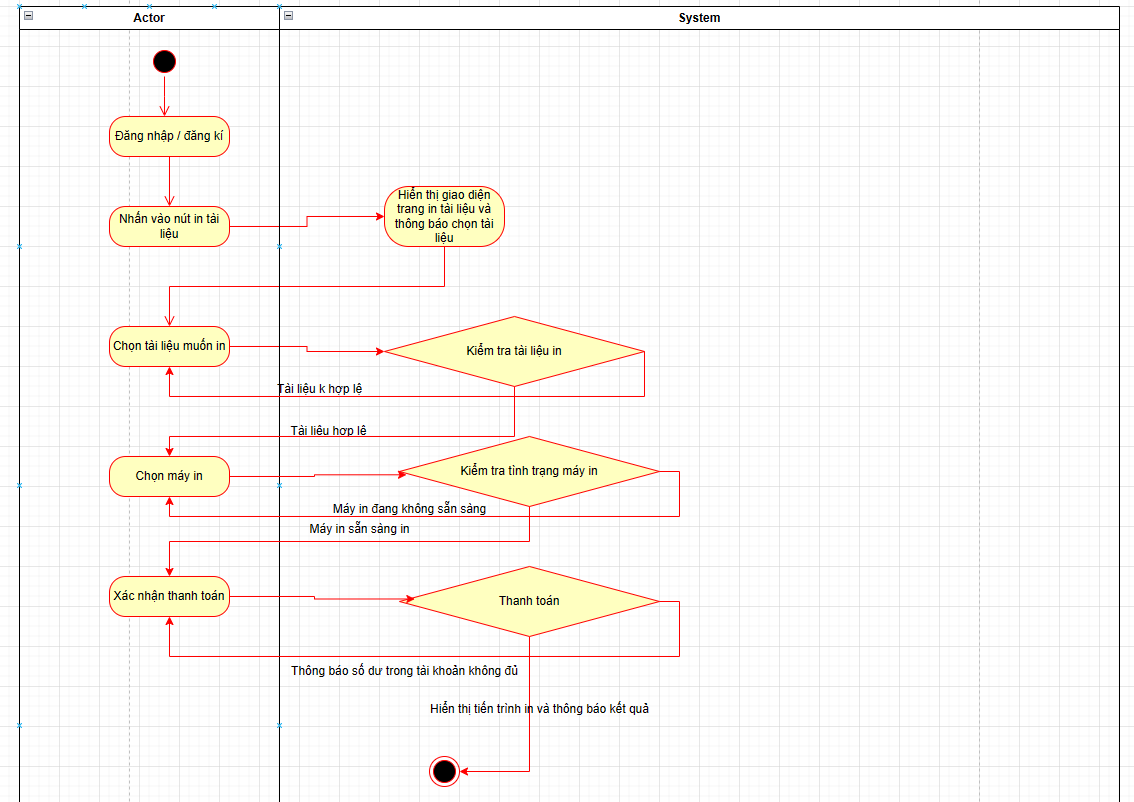 Actor
System
Đăng nhập / đăng kí
Nhấn vào nút in tài
liệu
Hiển thị giao diện
trang in tài liệu và
thông báo chọn tài
liệu
Chọn tài liệu muốn in
Kiểm tra tài liệu in
Tài liệu k hợp lệ
Tài liệu hợp lệ
Chọn máy in
Kiểm tra tình trạng máy in
Máy in đang không sẵn sàng
Máy in sẵn sàng in
Xác nhận thanh toán
Thanh toán
Thông báo số dư trong tài khoản không đủ
Hiển thị tiến trình in và thông báo kết quả